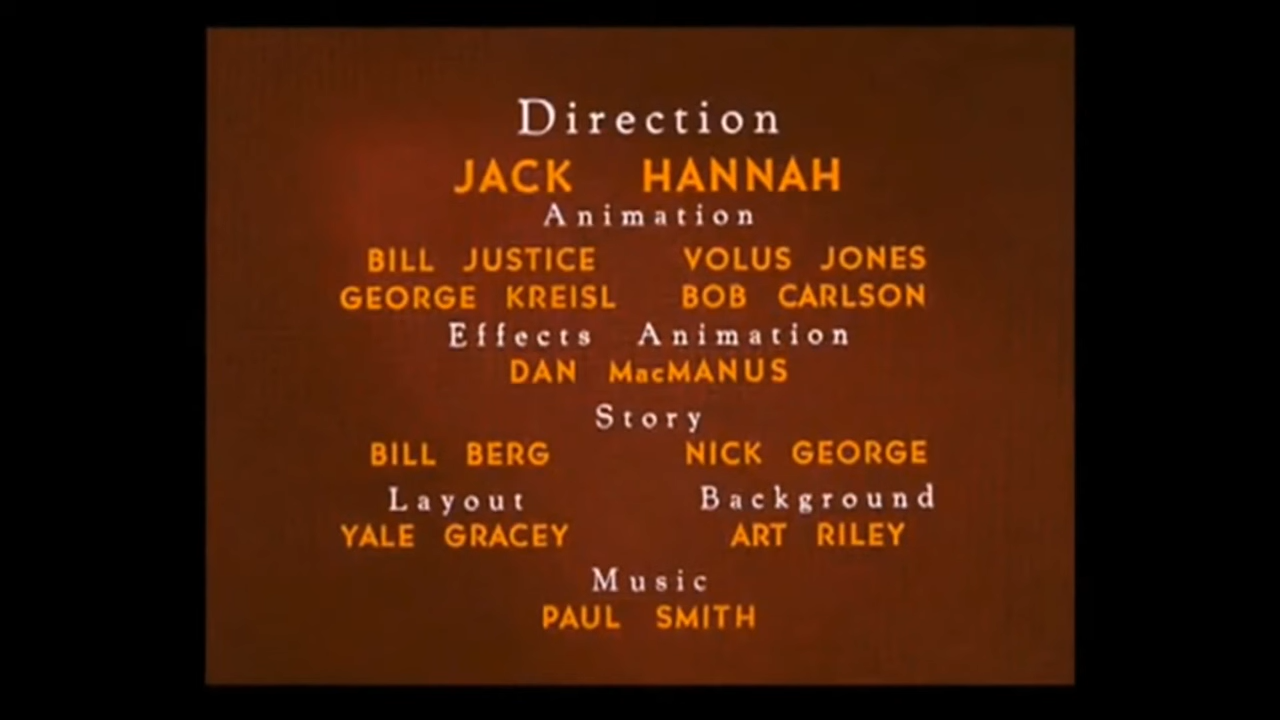 Direction
JACK HANNAH
Animation
BILL JUSTICE VOLUS JONES
GEORGE KREISL BOB CARLSON
Effects Animation
DAN MacMANUS
Story
BILL BERG NICK GEORGE
Layout Background
YALE GRACEY ART RILEY
Music
PAUL SMITH